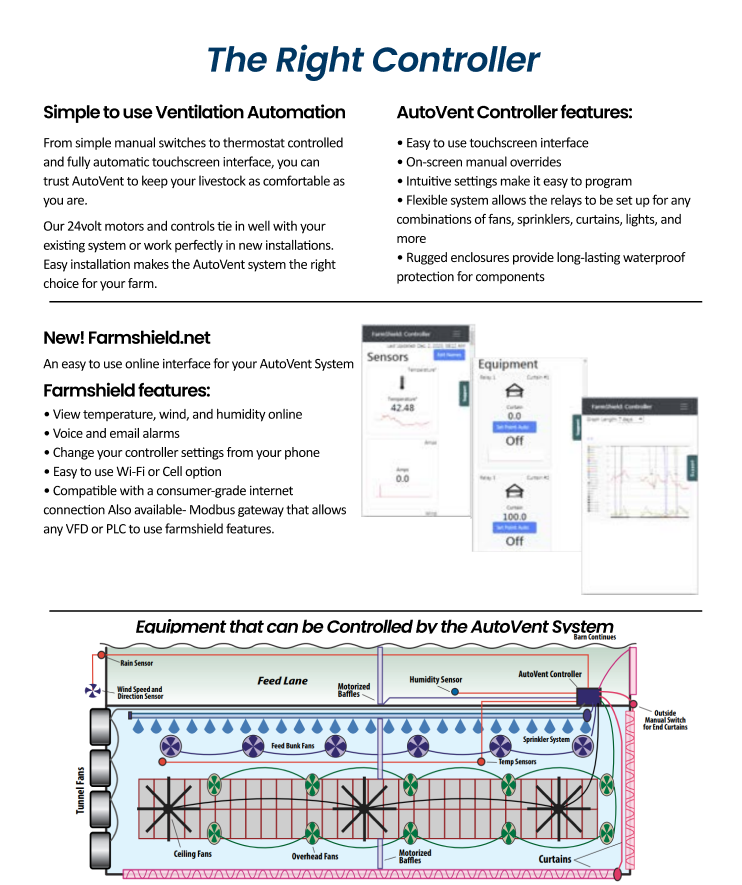 The Right Controller
Simple to use Ventilation Automation
From simple manual switches to thermostat controlled
and fully automatic touchscreen interface, you can
trust AutoVent to keep your livestock as comfortable as
you are.
Our 24volt motors and controls tie in well with your
existing system or work perfectly in new installations.
Easy installation makes the AutoVent system the right
choice for your farm.
AutoVent Controller features:
• Easy to use touchscreen interface
• On-screen manual overrides
• Intuitive settings make it easy to program
• Flexible system allows the relays to be set up for any
combinations of fans, sprinklers, curtains, lights, and
more
• Rugged enclosures provide long-lasting waterproof
protection for components
New! Farmshield.net
An easy to use online interface for your AutoVent System
Farmshield features:
• View temperature, wind, and humidity online
• Voice and email alarms
• Change your controller settings from your phone
• Easy to use Wi-Fi or Cell option
• Compatible with a consumer-grade internet
connection Also available- Modbus gateway that allows
any VFD or PLC to use farmshield features.
FarmShield Controller
Sensors
Edit Names
Temperature*
Temperature*
42.48
Amps
Amps
0.0
Support
Equipment
Relay 1
Curtain #1
Curtain
0.0
Set Point Auto
Off
Support
Relay 1
Curtain #1
Curtain
100.0
Set Point Auto
Off
FarmShield Controller
Graph Length 7 days
Support
Equipment that can be Controlled by the AutoVent System
Barn Continues
Rain Sensor
Wind Speed and
Direction Sensor
Feed Lane
Motorized
Baffles
Humidity Sensor
AutoVent Controller
Outside
Manual Switch
for End Curtains
Feed Bunk Fans
Sprinkler System
Temp Sensors
Tunnel Fans
Ceiling Fans
Overhead Fans
Motorized
Baffles
Curtains